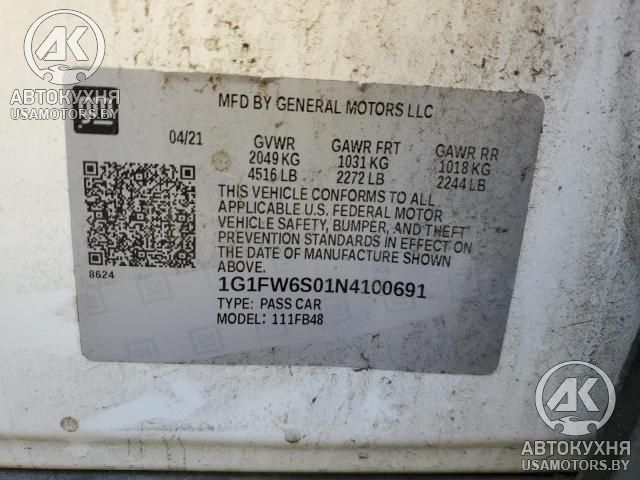 АК
АВТОКУХНЯ
USAMOTORS.BY
gm
MFD BY GENERAL MOTORS LLC
04/21 GVWR GAWR FRT GAWR RR
2049 KG 1031 KG 1018 KG
4516 LB 2272 LB 2244 LB
THIS VEHICLE CONFORMS TO ALL
APPLICABLE U.S. FEDERAL MOTOR
VEHICLE SAFETY, BUMPER, AND THEFT
PREVENTION STANDARDS IN EFFECT ON
THE DATE OF MANUFACTURE SHOWN
ABOVE.
8624
1G1FW6S01N4100691
TYPE: PASS CAR
MODEL: 111FB48
АК
АВТОКУХНЯ
USAMOTORS.BY